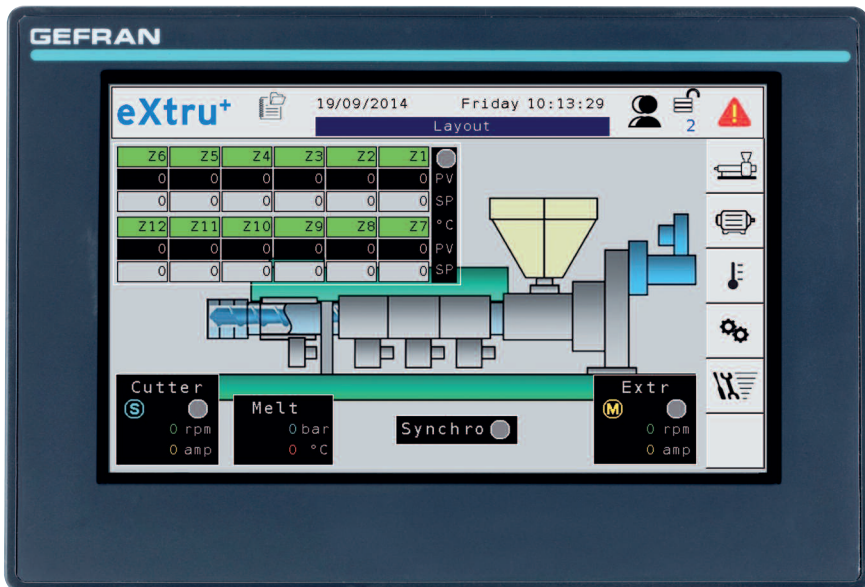 GEFRAN
eXtru+
19/09/2014 Friday 10:13:29
Layout
2
Z6 Z5 Z4 Z3 Z2 Z1
0 0 0 0 0 0 PV
0 0 0 0 0 0 SP
Z12 Z11 Z10 Z9 Z8 Z7 °C
0 0 0 0 0 0 PV
0 0 0 0 0 0 SP
Cutter
S
0 rpm
0 amp
Melt
0 bar
0 °C
Synchro
Extr
M
0 rpm
0 amp